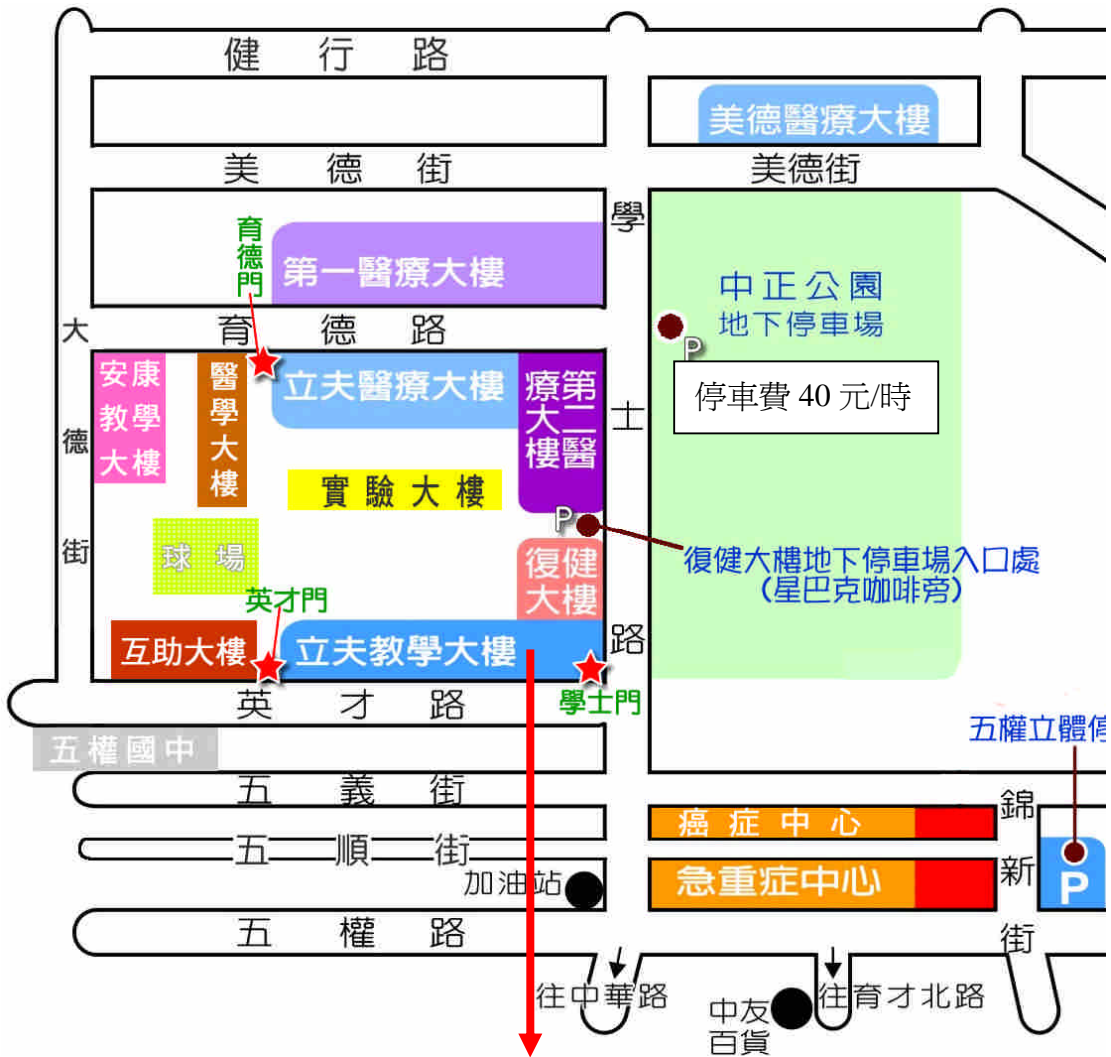 健行路
美德醫療大樓
美德街
美德街
育德門
第一醫療大樓
學士路
中正公園
地下停車場
P
大德街
育德路
停車費 40 元/時
安康
教學
大樓
醫學大樓
立夫醫療大樓
第二醫
療大樓
實驗大樓
P
球場
復健
大樓
復健大樓地下停車場入口處
(星巴克咖啡旁)
英才門
互助大樓
立夫教學大樓
英才路
學士門
五權國中
五權立體停
五義街
癌症中心
錦新街
五順街
加油站
急重症中心
P
五權路
往中華路
中友
百貨
往育才北路